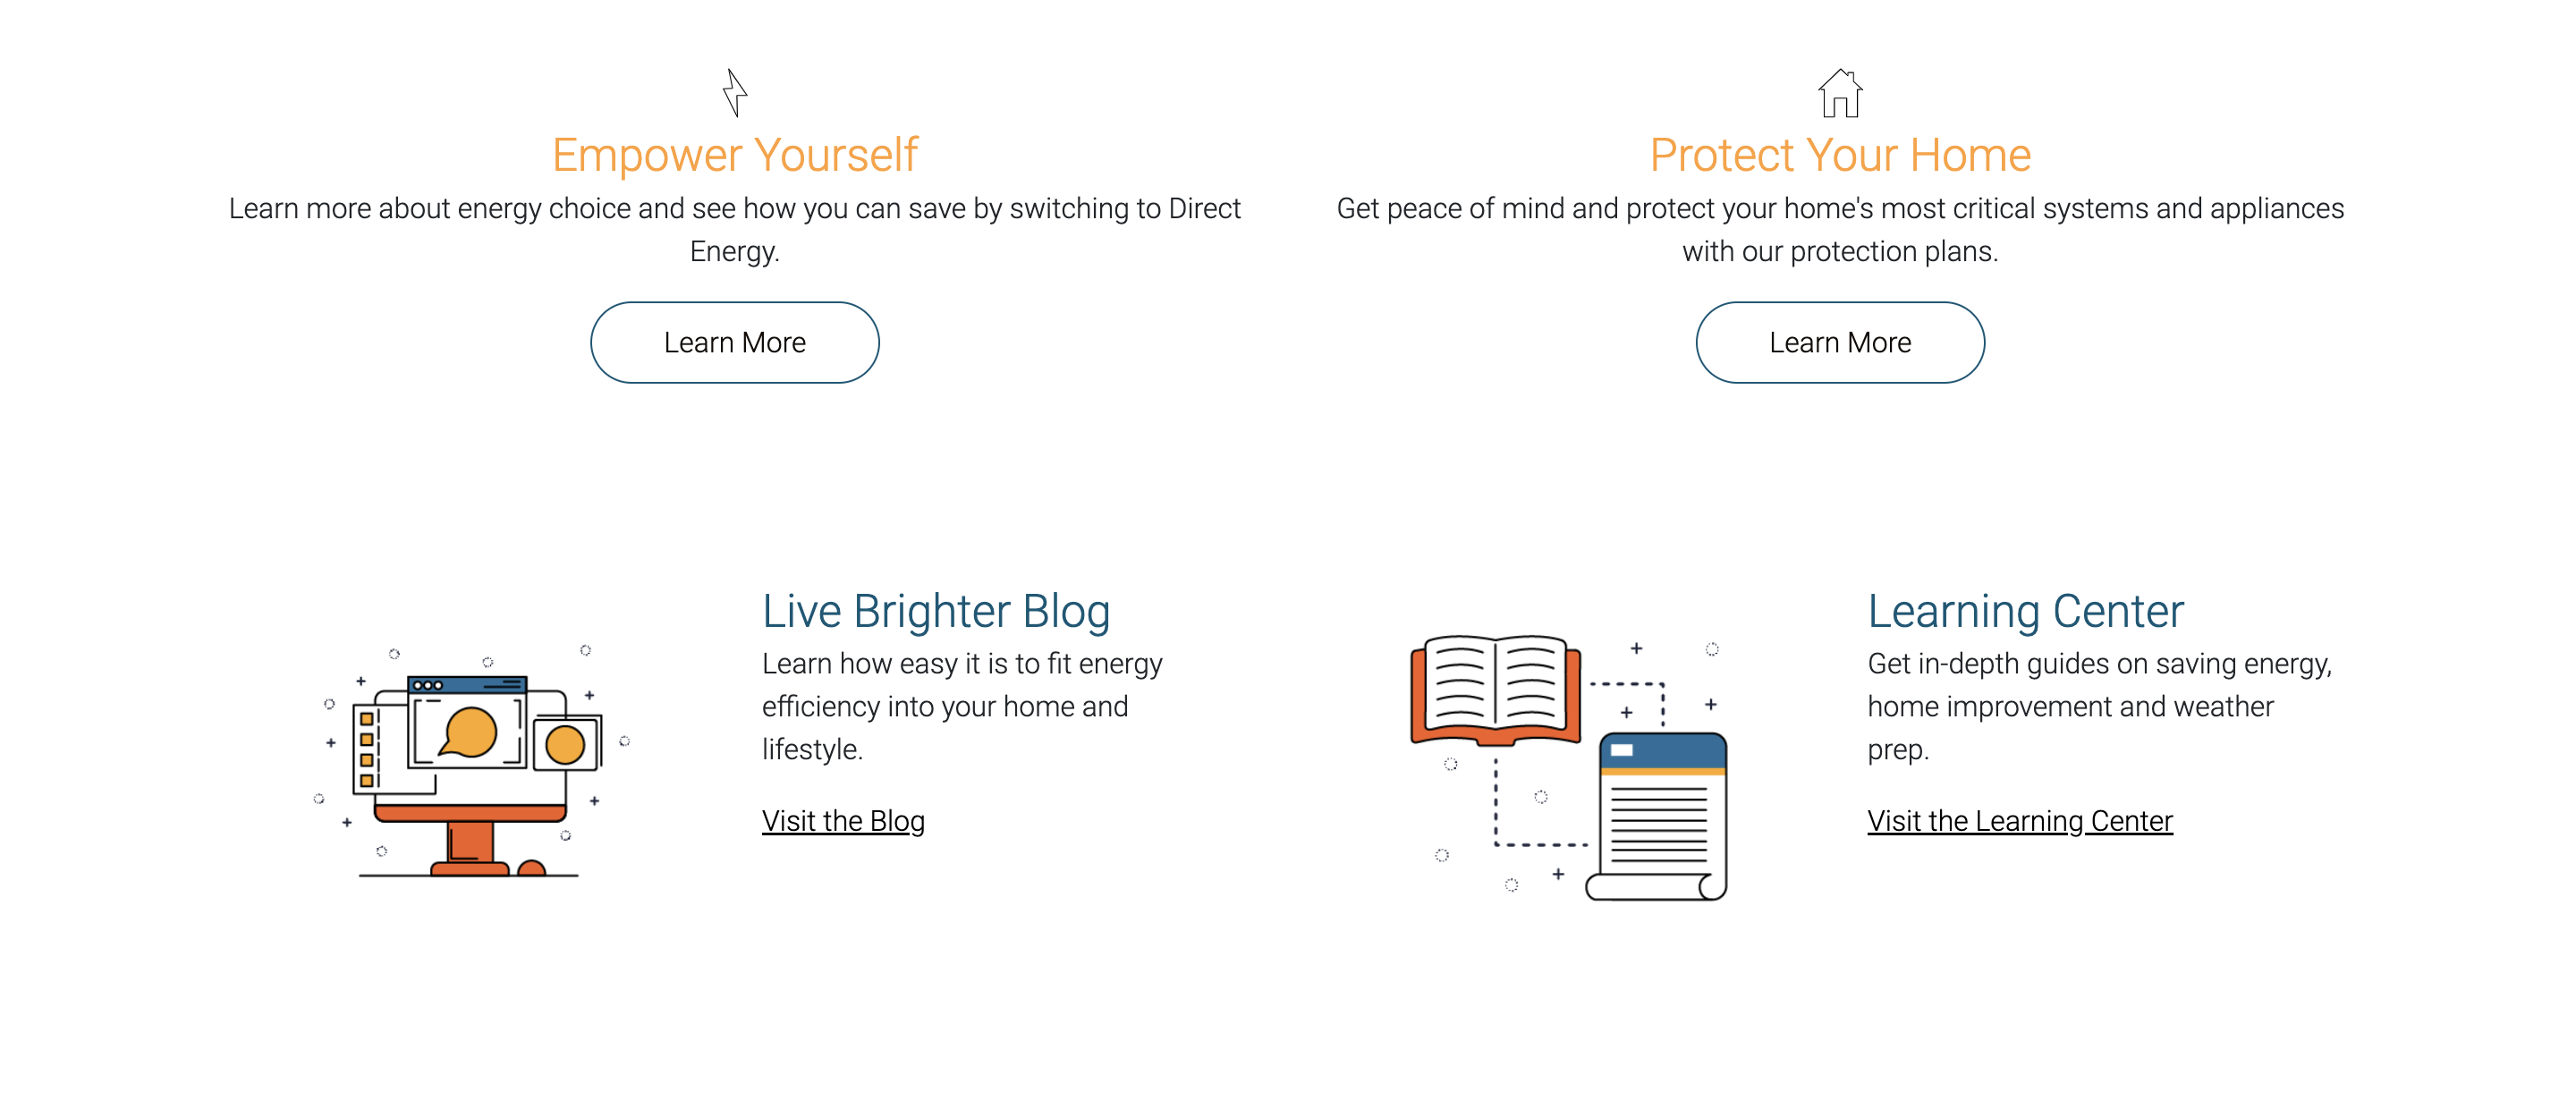 Empower Yourself
Learn more about energy choice and see how you can save by switching to Direct
Energy.
Learn More
Protect Your Home
Get peace of mind and protect your home's most critical systems and appliances
with our protection plans.
Learn More
Live Brighter Blog
Learn how easy it is to fit energy
efficiency into your home and
lifestyle.
Visit the Blog
Learning Center
Get in-depth guides on saving energy,
home improvement and weather
prep.
Visit the Learning Center